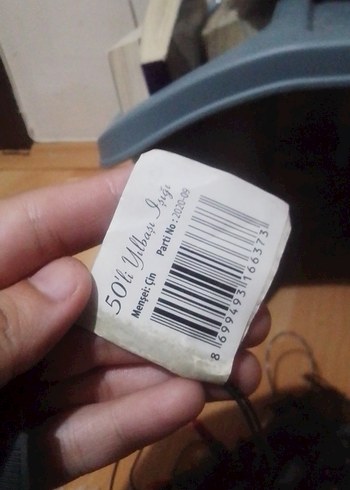 50'li Yılbaşı Işığı
Menşei: Çin Parti No : 2020-09
8 699493 166373